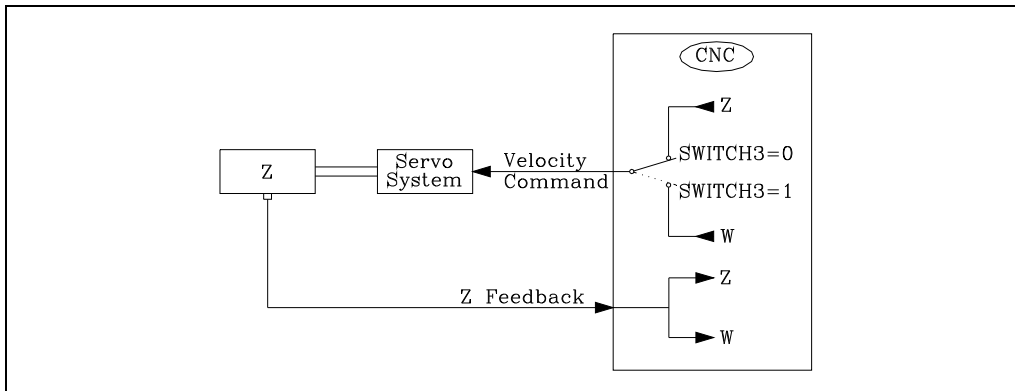 CNC
Z
SWITCH3=0
Z
Servo
System
Velocity
Command
SWITCH3=1
W
Z
Z Feedback
W